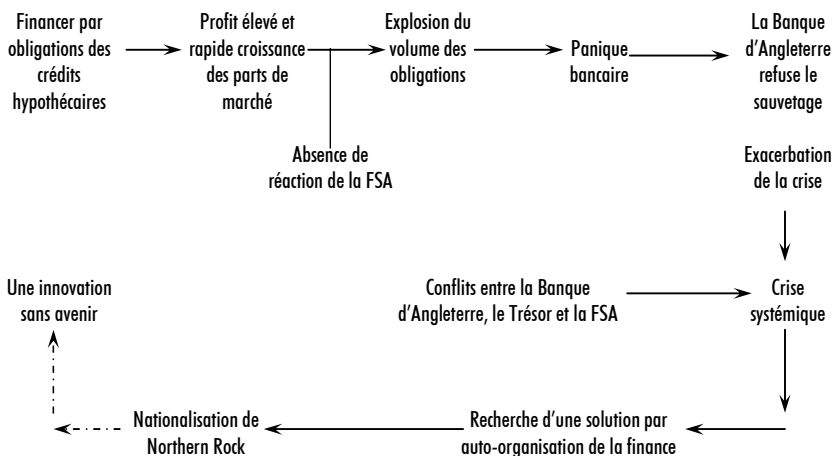 Financer par
obligations des
crédits
hypothécaires
Profit élevé et
rapide croissance
des parts de
marché
Explosion du
volume des
obligations
Panique
bancaire
La Banque
d’Angleterre
refuse le
sauvetage
Absence de
réaction de la FSA
Exacerbation
de la crise
Une innovation
sans avenir
Conflits entre la Banque
d’Angleterre, le Trésor et la FSA
Crise
systémique
Nationalisation de
Northern Rock
Recherche d’une solution par
auto-organisation de la finance